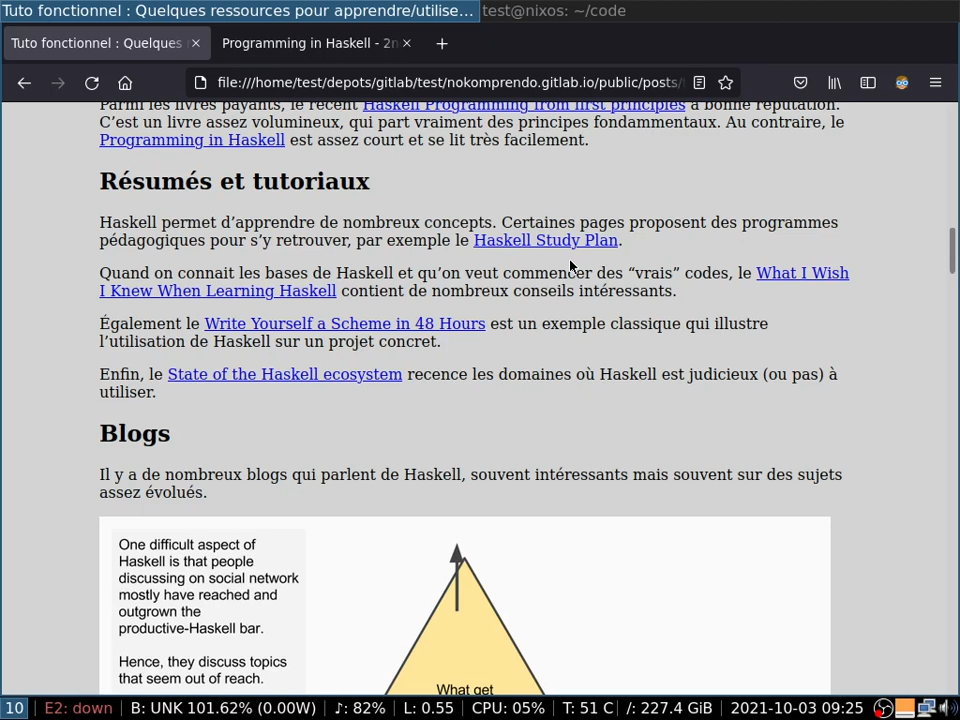 Tuto fonctionnel : Quelques ressources pour apprendre/utilise... test@nixos: ~/code
Tuto fonctionnel : Quelques Programming in Haskell - 2n
file:///home/test/depots/gitlab/test/nokomprendo.gitlab.io/public/posts/
Parmi les livres payants, le récent Haskell Programming from first principles a bonne réputation.
C’est un livre assez volumineux, qui part vraiment des principes fondammentaux. Au contraire, le
Programming in Haskell est assez court et se lit très facilement.
Résumés et tutoriaux
Haskell permet d’apprendre de nombreux concepts. Certaines pages proposent des programmes
pédagogiques pour s’y retrouver, par exemple le Haskell Study Plan.
Quand on connait les bases de Haskell et qu’on veut commencer des “vrais” codes, le What I Wish
I Knew When Learning Haskell contient de nombreux conseils intéressants.
Également le Write Yourself a Scheme in 48 Hours est un exemple classique qui illustre
l’utilisation de Haskell sur un projet concret.
Enfin, le State of the Haskell ecosystem recence les domaines où Haskell est judicieux (ou pas) à
utiliser.
Blogs
Il y a de nombreux blogs qui parlent de Haskell, souvent intéressants mais souvent sur des sujets
assez évolués.
One difficult aspect of
Haskell is that people
discussing on social network
mostly have reached and
outgrown the
productive-Haskell bar.
Hence, they discuss topics
that seem out of reach.
What get
10 E2: down B: UNK 101.62% (0.00W) ♪: 82% L: 0.55 CPU: 05% T: 51 C /: 227.4 GiB 2021-10-03 09:25